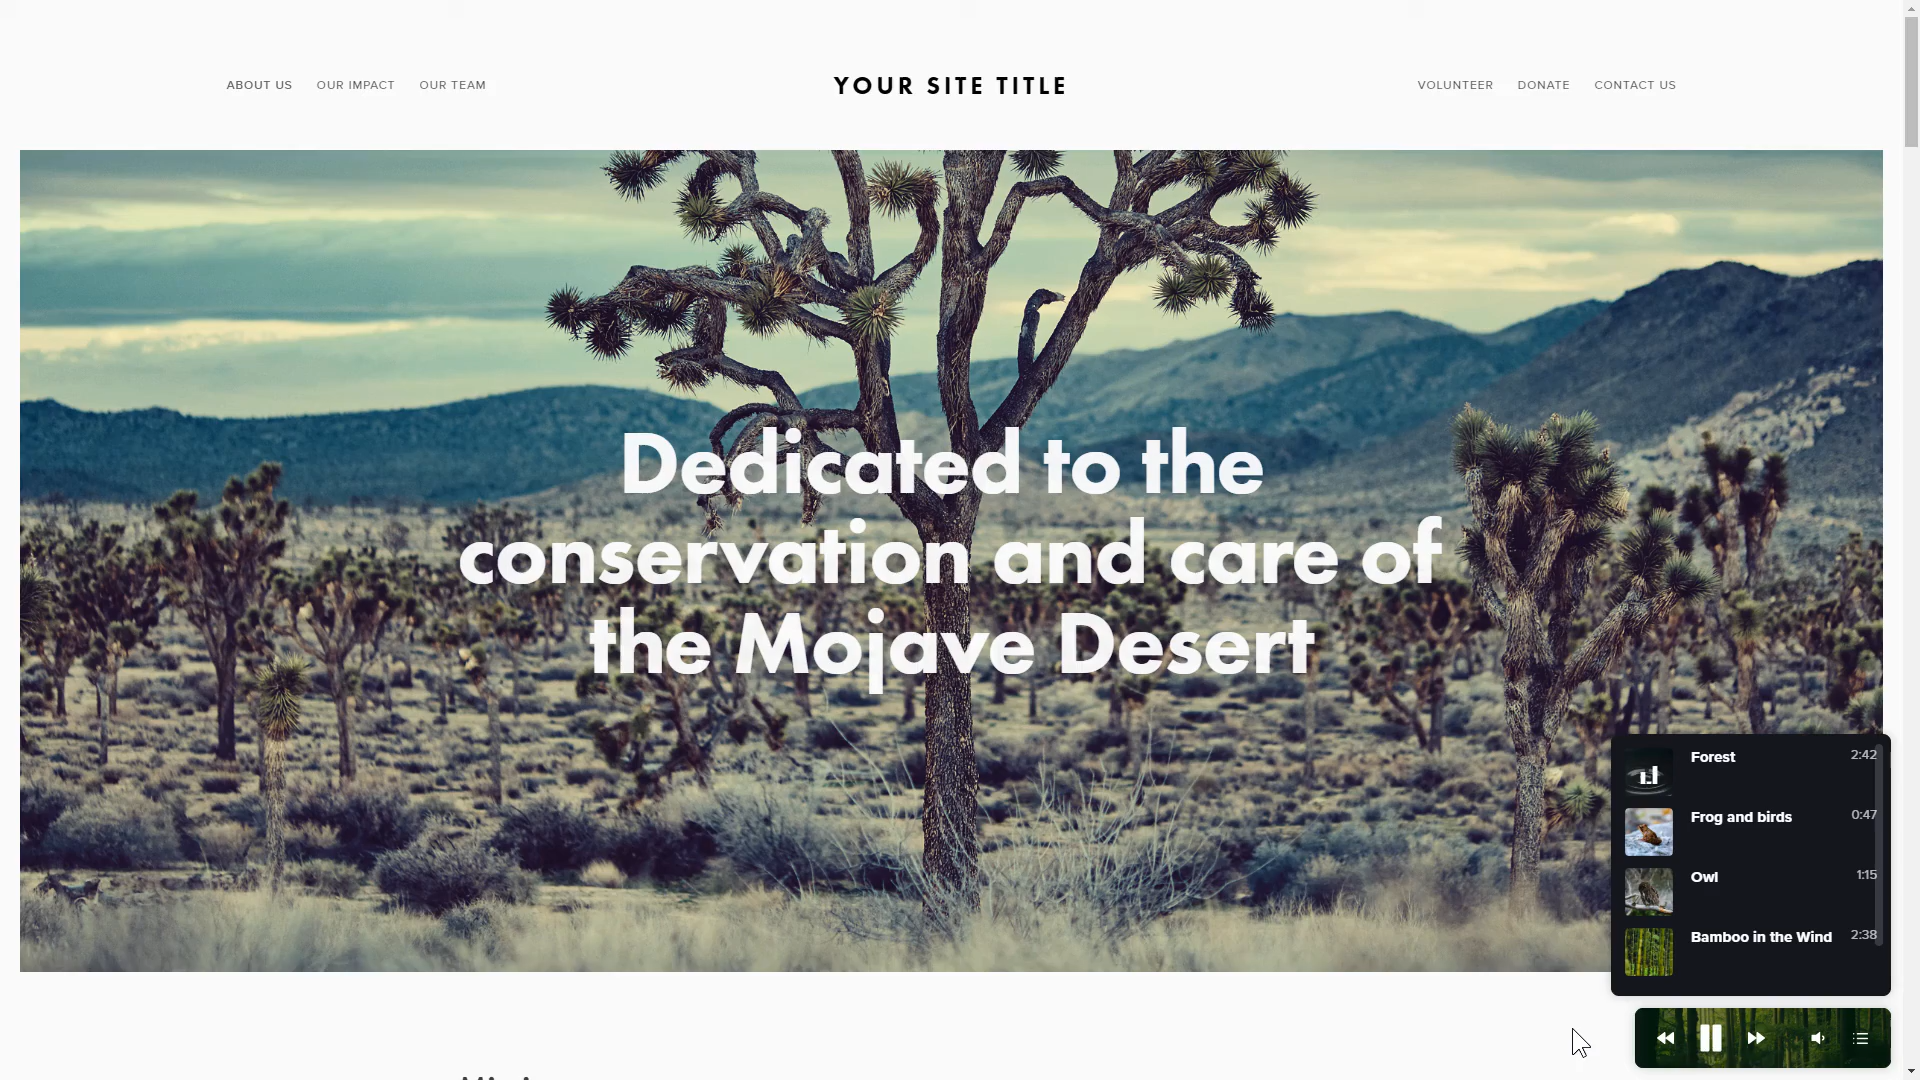 ABOUT US OUR IMPACT OUR TEAM YOUR SITE TITLE VOLUNTEER DONATE CONTACT US
Dedicated to the
conservation and care of
the Mojave Desert
Forest 2:42
Frog and birds 0:47
Owl 1:15
Bamboo in the Wind 2:38